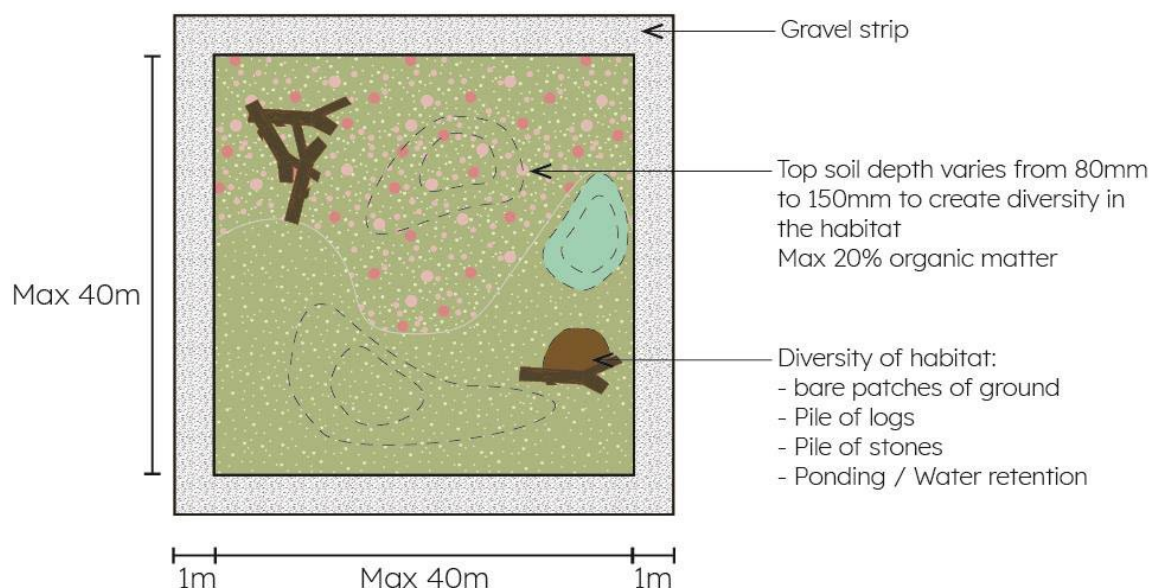 Gravel strip
Top soil depth varies from 80mm
to 150mm to create diversity in
the habitat
Max 20% organic matter
Max 40m
Diversity of habitat:
- bare patches of ground
- Pile of logs
- Pile of stones
- Ponding / Water retention
1m
Max 40m
1m